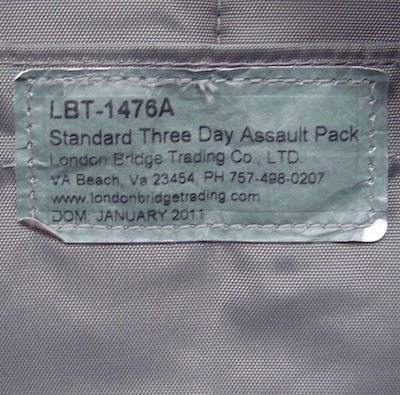 LBT-1476A
Standard Three Day Assault Pack
London Bridge Trading Co., LTD.
VA Beach, Va 23454, PH 757-498-0207
www.londonbridgetrading.com
DOM: JANUARY 2011